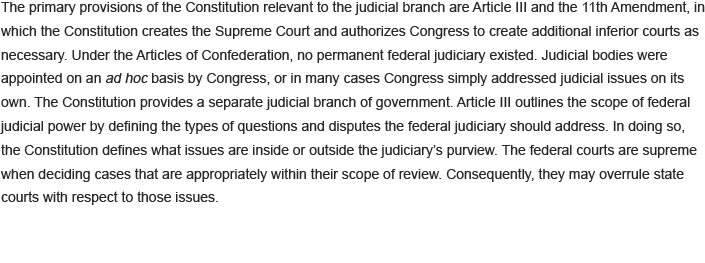 The primary provisions of the Constitution relevant to the judicial branch are Article III and the 11th Amendment, in
which the Constitution creates the Supreme Court and authorizes Congress to create additional inferior courts as
necessary. Under the Articles of Confederation, no permanent federal judiciary existed. Judicial bodies were
appointed on an ad hoc basis by Congress, or in many cases Congress simply addressed judicial issues on its
own. The Constitution provides a separate judicial branch of government. Article III outlines the scope of federal
judicial power by defining the types of questions and disputes the federal judiciary should address. In doing so,
the Constitution defines what issues are inside or outside the judiciary’s purview. The federal courts are supreme
when deciding cases that are appropriately within their scope of review. Consequently, they may overrule state
courts with respect to those issues.